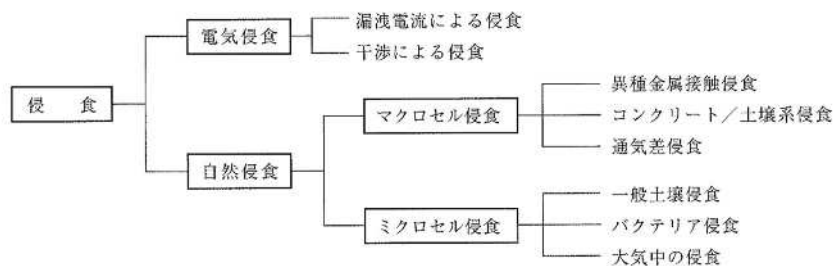 侵 食
電気侵食
漏洩電流による侵食
干渉による侵食
自然侵食
マクロセル侵食
異種金属接触侵食
コンクリート/土壌系侵食
通気差侵食
ミクロセル侵食
一般土壌侵食
バクテリア侵食
大気中の侵食